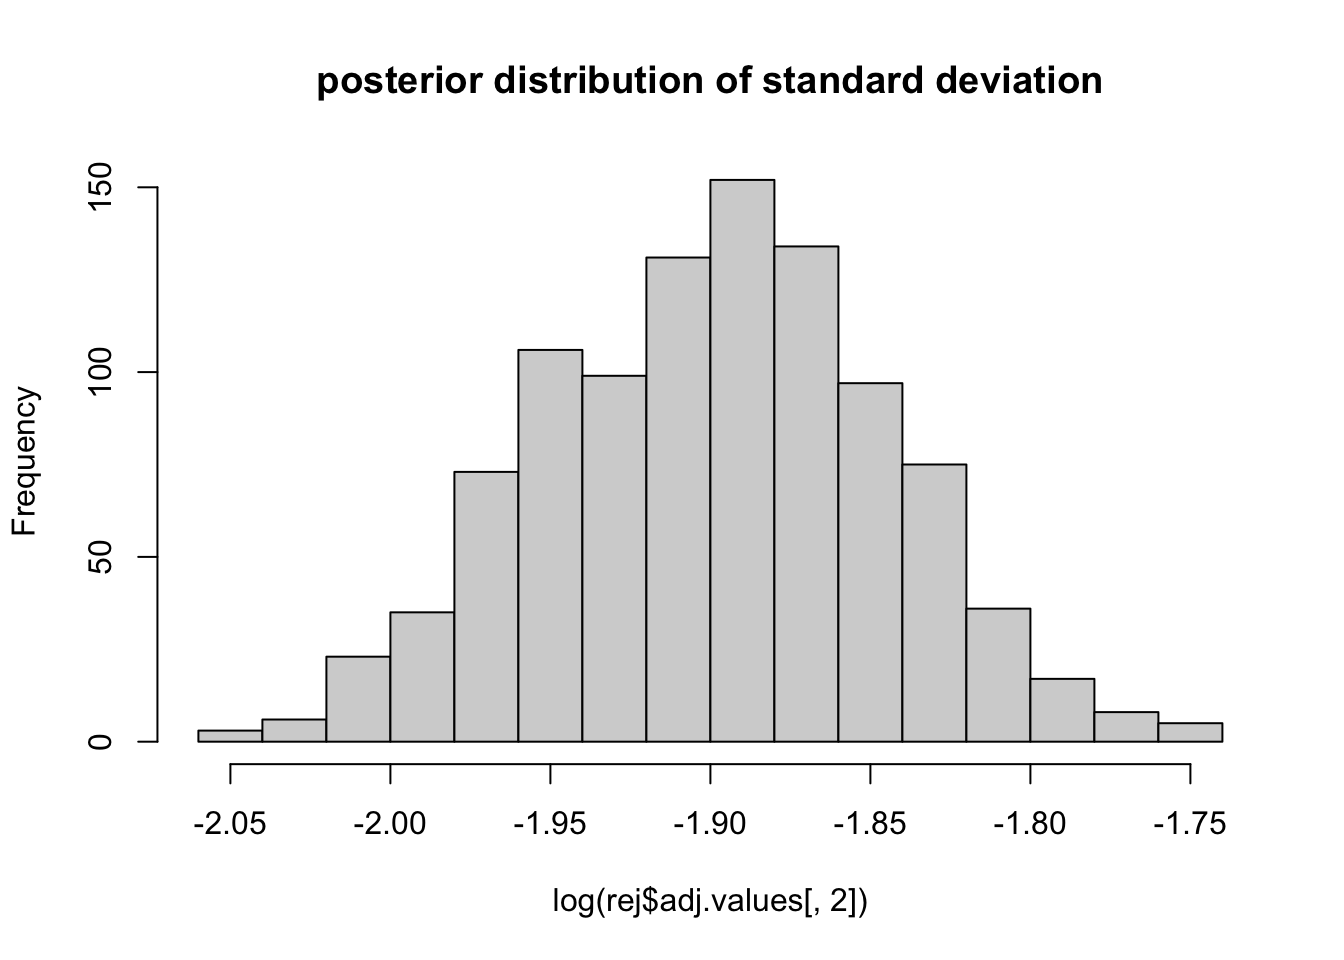 posterior distribution of standard deviation
Frequency
150
100
50
0
-2.05 -2.00 -1.95 -1.90 -1.85 -1.80 -1.75
log(rej$adj.values[, 2])